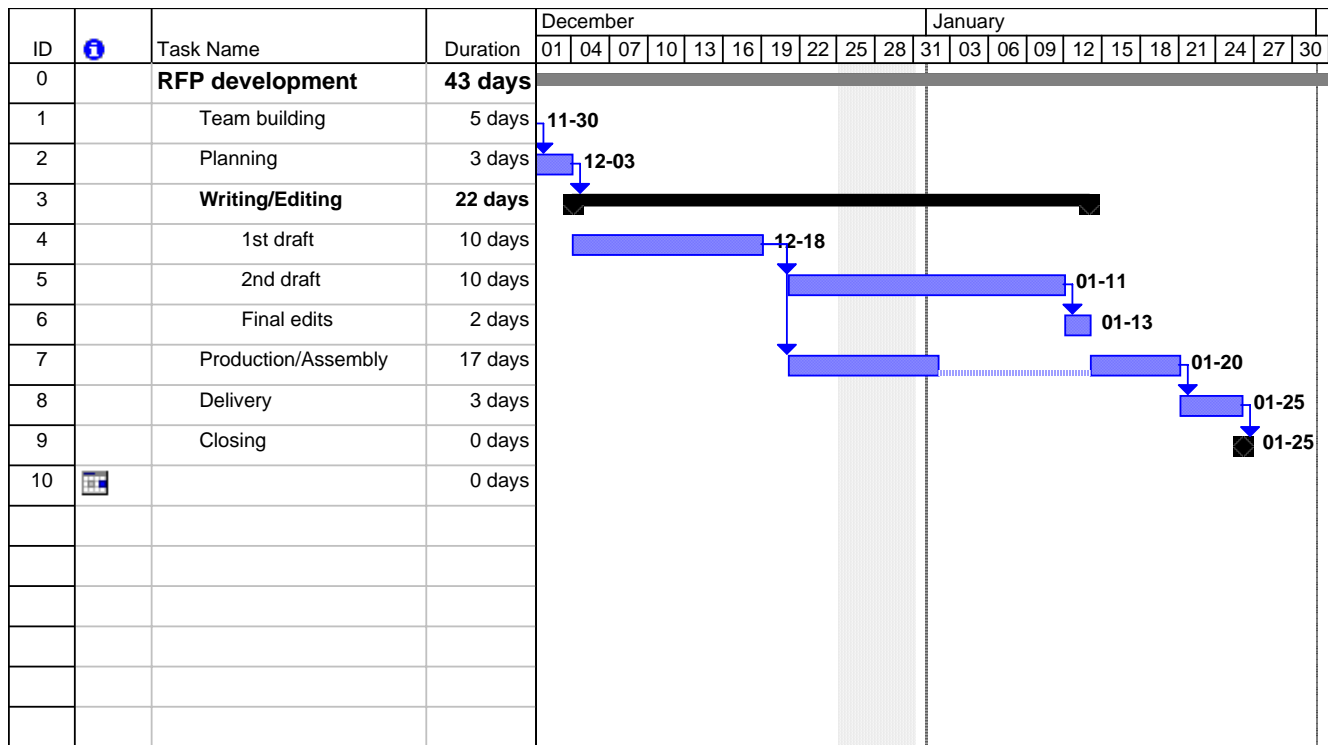 December January
ID Task Name Duration 01 04 07 10 13 16 19 22 25 28 31 03 06 09 12 15 18 21 24 27 30
0 RFP development 43 days
1 Team building 5 days 11-30
2 Planning 3 days 12-03
3 Writing/Editing 22 days
4 1st draft 10 days 12-18
5 2nd draft 10 days 01-11
6 Final edits 2 days 01-13
7 Production/Assembly 17 days 01-20
8 Delivery 3 days 01-25
9 Closing 0 days 01-25
10 0 days